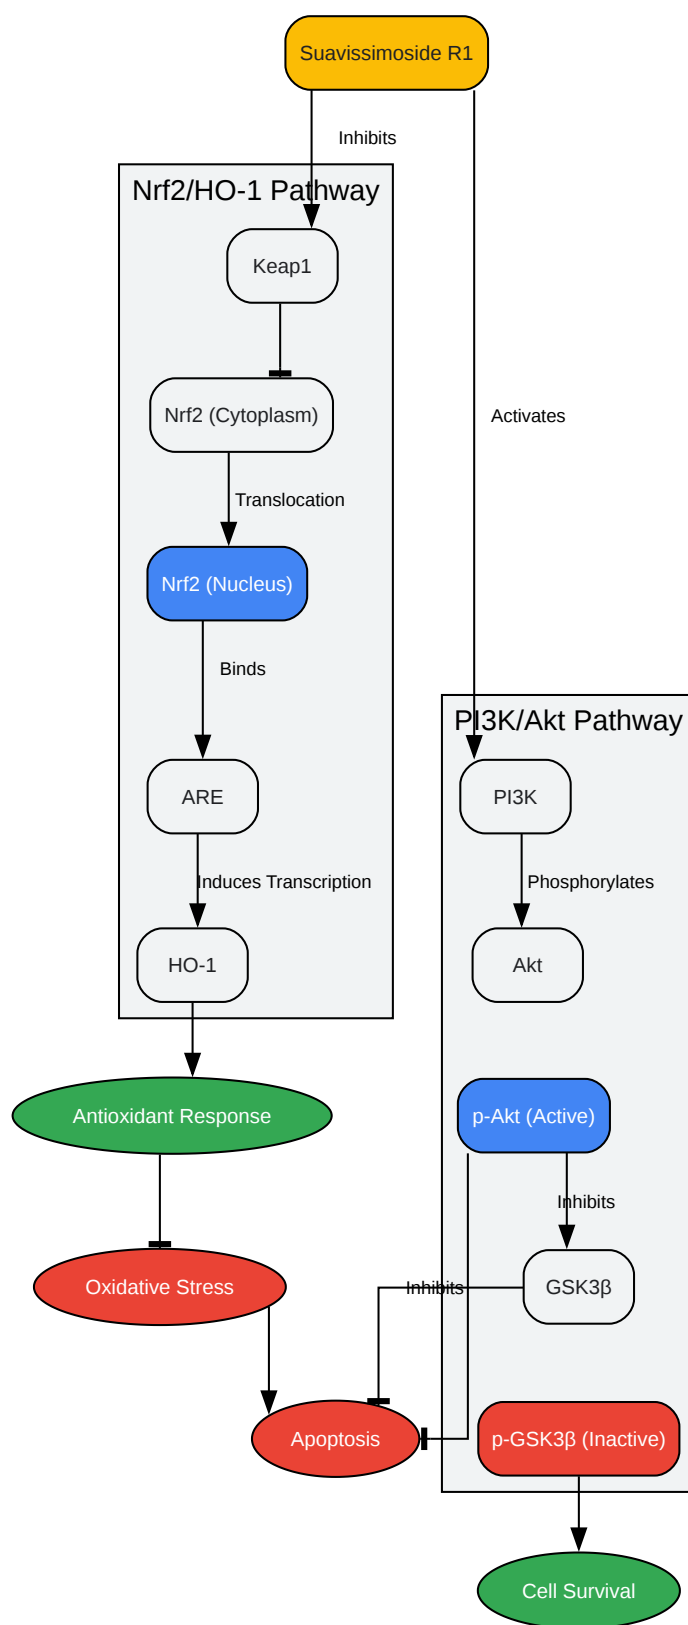 Suavissimoside R1
Inhibits
Nrf2/HO-1 Pathway
Keap1
Nrf2 (Cytoplasm)
Activates
Translocation
Nrf2 (Nucleus)
Binds
PI3K/Akt Pathway
ARE
PI3K
Induces Transcription
Phosphorylates
HO-1
Akt
Antioxidant Response
p-Akt (Active)
Inhibits
Oxidative Stress
Inhibits
GSK3β
Apoptosis
p-GSK3β (Inactive)
Cell Survival